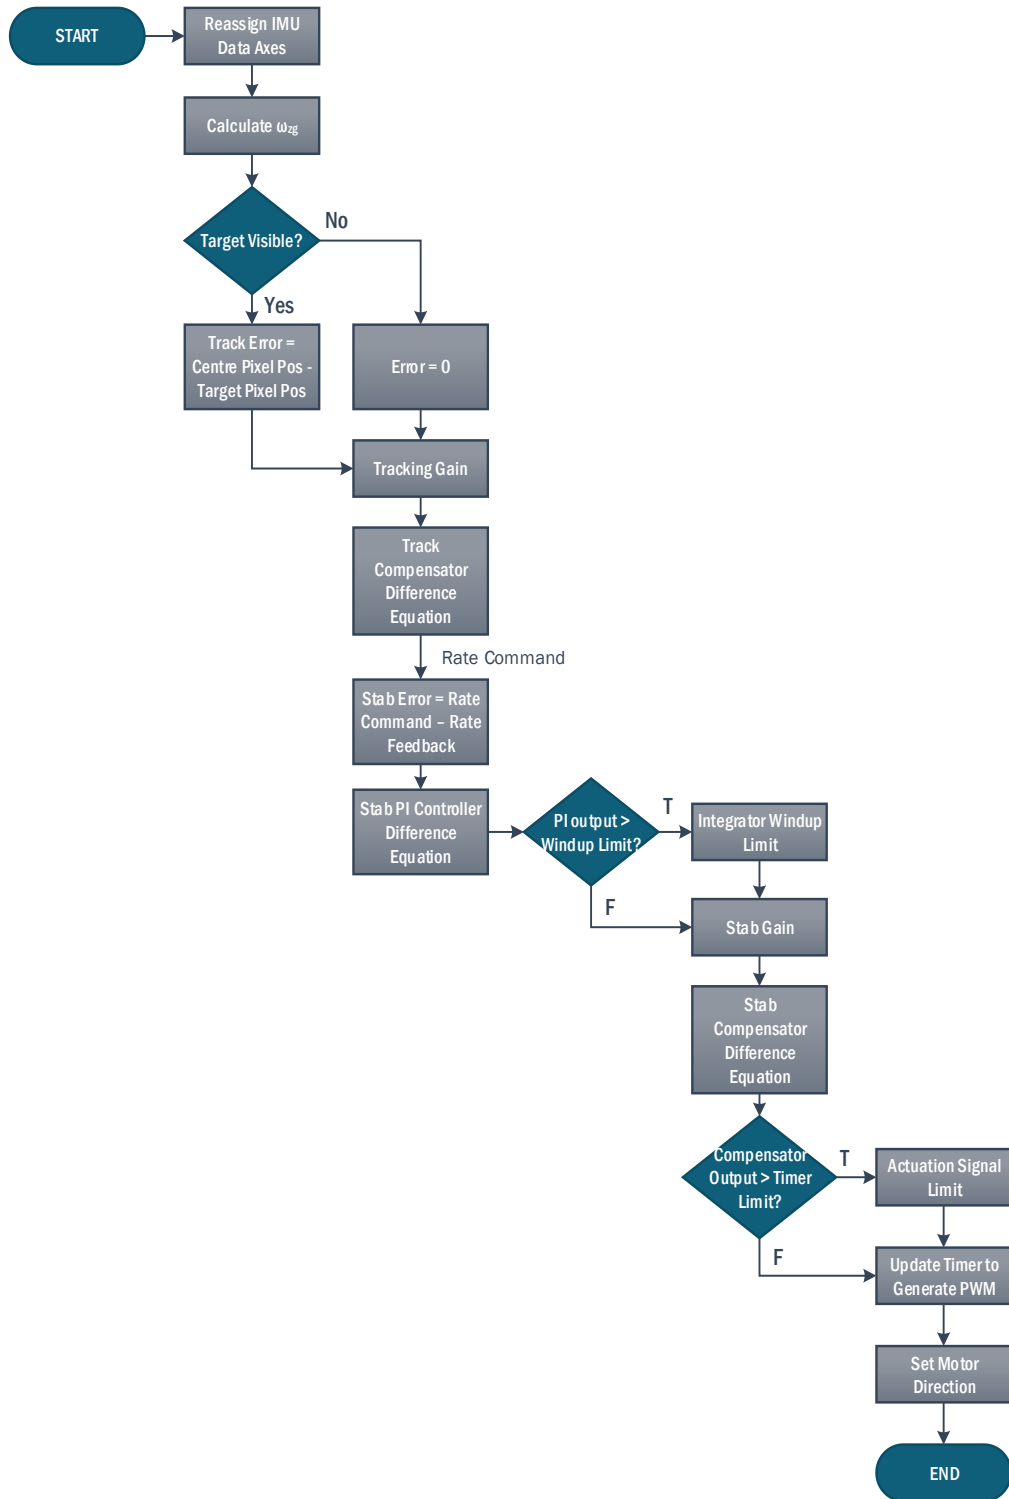 START
Reassign IMU
Data Axes
Calculate ωzg
Target Visible?
No
Yes
Track Error =
Centre Pixel Pos -
Target Pixel Pos
Error = 0
Tracking Gain
Track
Compensator
Difference
Equation
Rate Command
Stab Error = Rate
Command – Rate
Feedback
Stab PI Controller
Difference
Equation
PI output >
Windup Limit?
T
Integrator Windup
Limit
F
Stab Gain
Stab
Compensator
Difference
Equation
Compensator
Output > Timer
Limit?
T
Actuation Signal
Limit
F
Update Timer to
Generate PWM
Set Motor
Direction
END